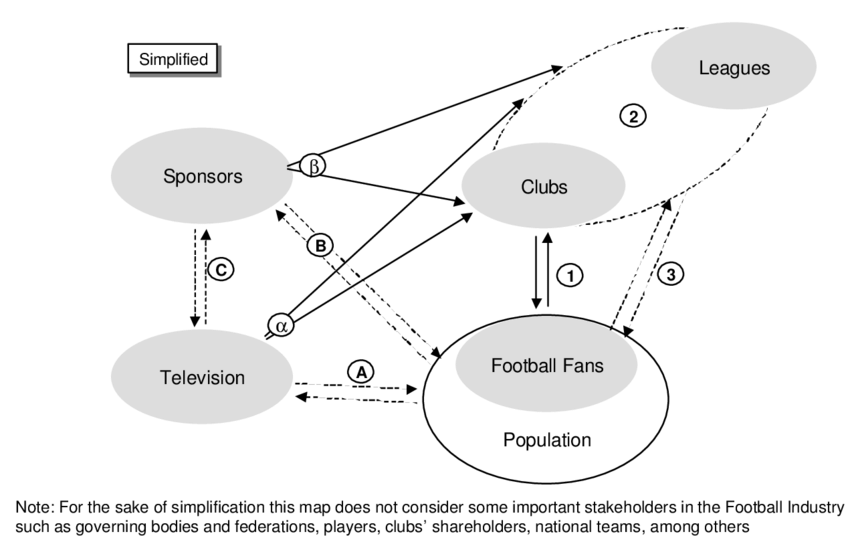 Simplified
Leagues
2
Sponsors
β
Clubs
B
C
1
3
α
Television
A
Football Fans
Population
Note: For the sake of simplification this map does not consider some important stakeholders in the Football Industry
such as governing bodies and federations, players, clubs’ shareholders, national teams, among others